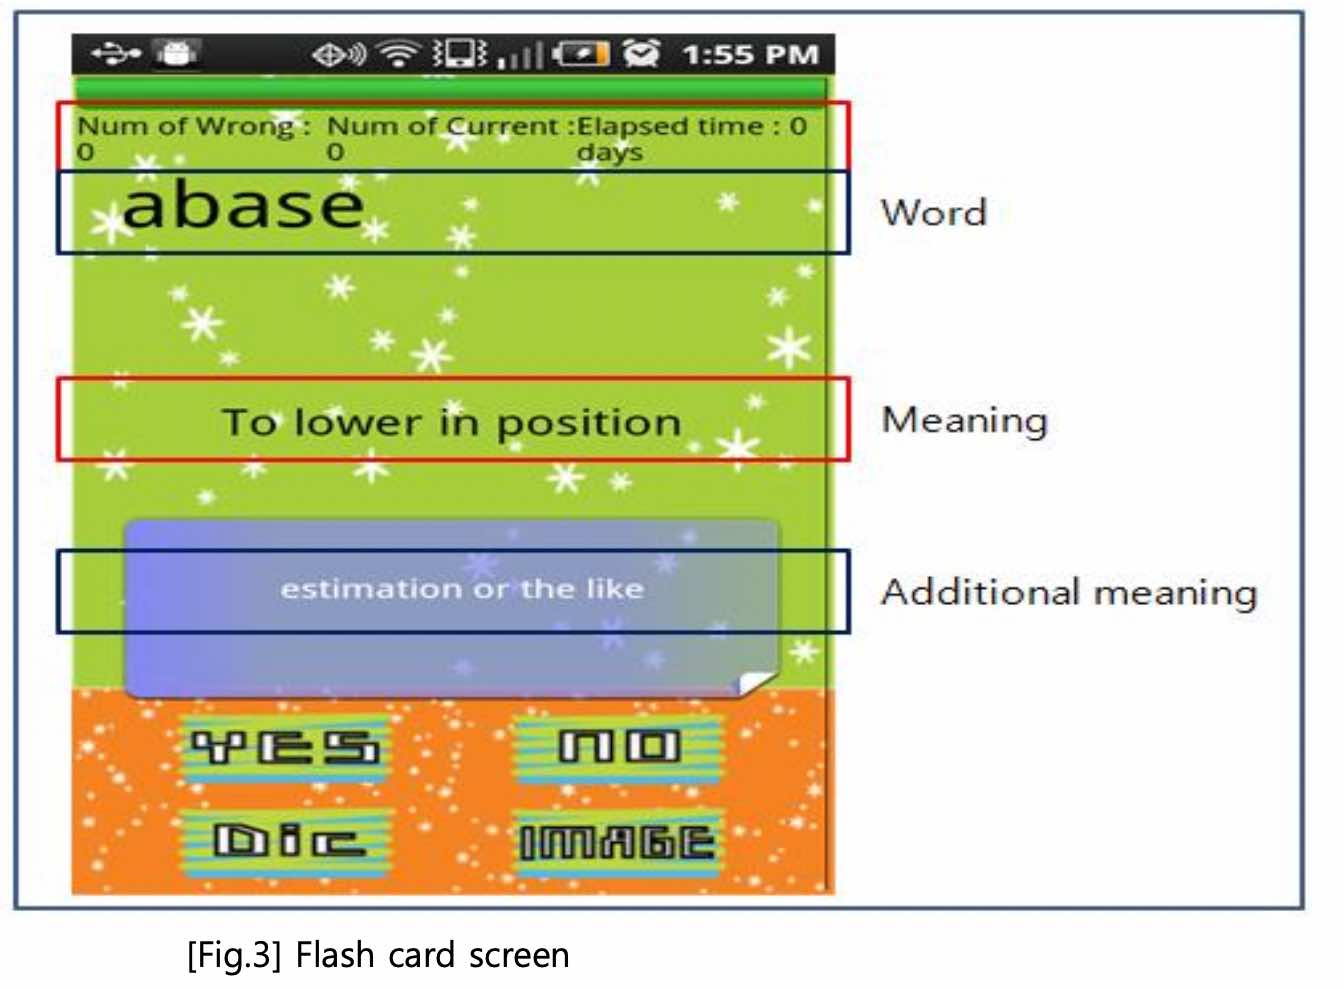 1:55 PM
Num of Wrong : Num of Current :Elapsed time : 0
0 0 days
abase
Word
To lower in position
Meaning
estimation or the like
Additional meaning
YES NO
Dic IMAGE
[Fig.3] Flash card screen